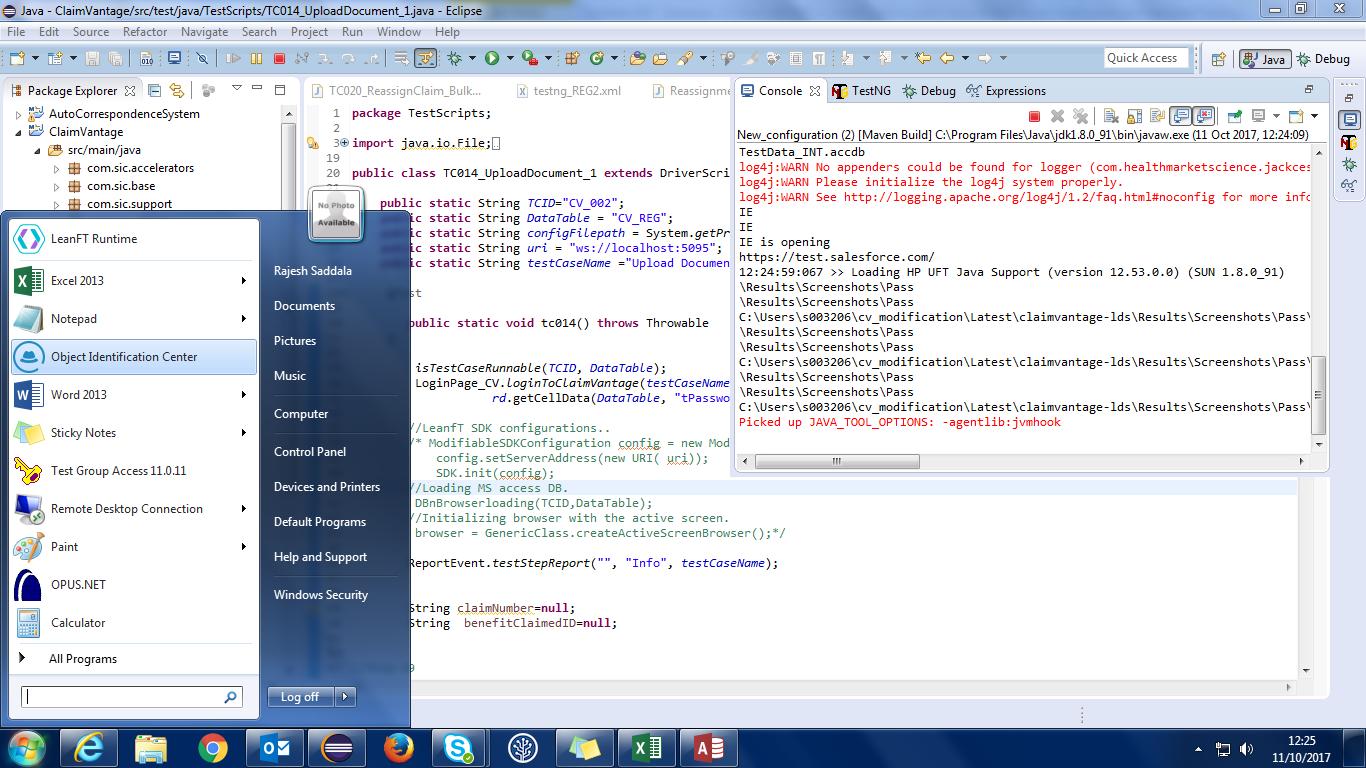 Java - ClaimVantage/src/test/java/TestScripts/TC014_UploadDocument_1.java - Eclipse
File Edit Source Refactor Navigate Search Project Run Window Help
Quick Access
Java
Debug
Package Explorer
AutoCorrespondenceSystem
ClaimVantage
src/main/java
com.sic.accelerators
com.sic.base
com.sic.support
TC020_ReassignClaim_Bulk...
testng_REG2.xml
Reassignme
1 package TestScripts;
2
3 import java.io.File;
19
20 public class TC014_UploadDocument_1 extends DriverScri
public static String TCID="CV_002";
public static String DataTable = "CV_REG";
public static String configFilepath = System.getPr
public static String uri = "ws://localhost:5095";
public static String testCaseName ="Upload Documen
public static void tc014() throws Throwable
isTestCaseRunnable(TCID, DataTable);
LoginPage_CV.loginToClaimVantage(testCaseName
rd.getCellData(DataTable, "tPasswo
//LeanfT SDK configurations..
/* ModifiableSDKConfiguration config = new Mod
config.setServerAddress(new URI( uri));
SDK.init(config);
//Loading MS access DB.
DBnBrowserloading(TCID,DataTable);
//Initializing browser with the active screen.
browser = GenericClass.createActiveScreenBrowser();*/
ReportEvent.testStepReport("", "Info", testCaseName);
String claimNumber=null;
String benefitClaimedID=null;
Console
TestNG
Debug
Expressions
New_configuration (2) [Maven Build] C:\Program Files\Java\jdk1.8.0_91\bin\javaw.exe (11 Oct 2017, 12:24:09)
TestData_INT.accdb
log4j:WARN No appenders could be found for logger (com.healthmarketscience.jackces
log4j:WARN Please initialize the log4j system properly.
log4j:WARN See http://logging.apache.org/log4j/1.2/faq.html#noconfig for more info
IE
IE
IE is opening
https://test.salesforce.com/
12:24:59:067 >> Loading HP UFT Java Support (version 12.53.0.0) (SUN 1.8.0_91)
\Results\Screenshots\Pass
\Results\Screenshots\Pass
C:\Users\s003206\cv_modification\Latest\claimvantage-lds\Results\Screenshots\Pass\
\Results\Screenshots\Pass
\Results\Screenshots\Pass
C:\Users\s003206\cv_modification\Latest\claimvantage-lds\Results\Screenshots\Pass\
\Results\Screenshots\Pass
\Results\Screenshots\Pass
C:\Users\s003206\cv_modification\Latest\claimvantage-lds\Results\Screenshots\Pass\
Picked up JAVA_TOOL_OPTIONS: -agentlib:jvmhook
No Photo
Available
LeanFT Runtime
Excel 2013
Notepad
Object Identification Center
Word 2013
Sticky Notes
Test Group Access 11.0.11
Remote Desktop Connection
Paint
OPUS.NET
Calculator
All Programs
Rajesh Saddala
Documents
Pictures
Music
Computer
Control Panel
Devices and Printers
Default Programs
Help and Support
Windows Security
Log off
12:25
11/10/2017